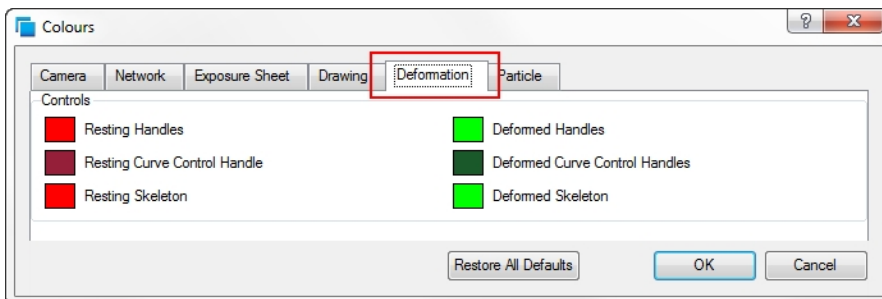 Colours
Camera Network Exposure Sheet Drawing Deformation Particle
Controls
Resting Handles Deformed Handles
Resting Curve Control Handle Deformed Curve Control Handles
Resting Skeleton Deformed Skeleton
Restore All Defaults OK Cancel